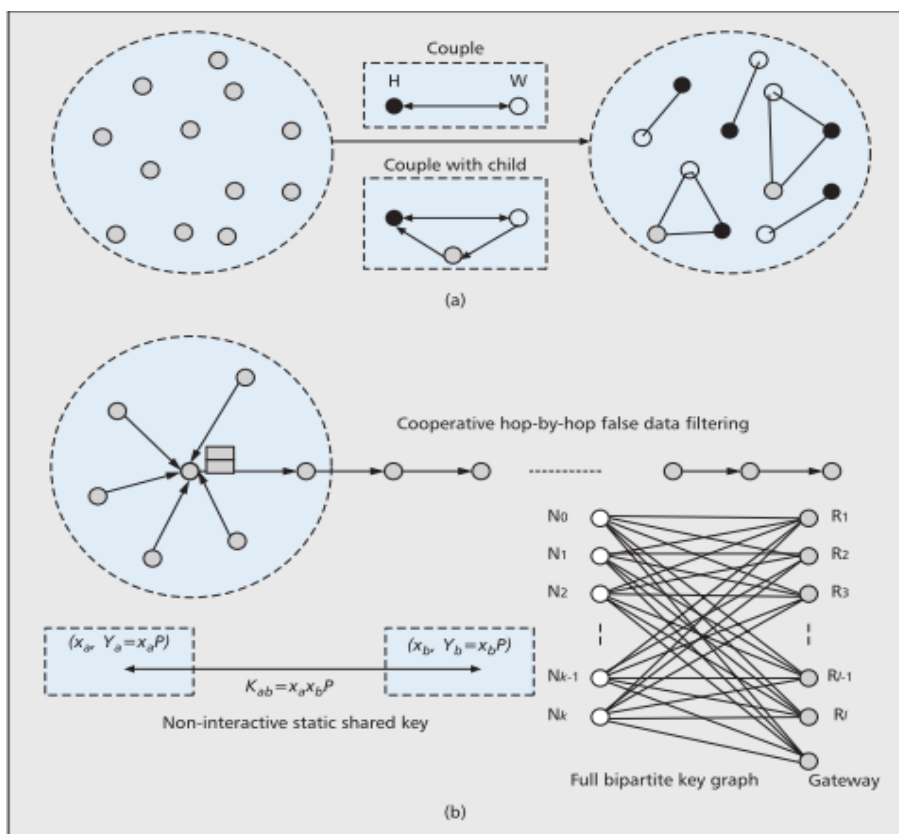 Couple
H W
Couple with child
(a)
Cooperative hop-by-hop false data filtering
N0 R1
N1 R2
N2 R3
Nk-1 Rl-1
Nk Rl
(xa, Ya=xaP) (xb, Yb=xbP)
Kab=xaxbP
Non-interactive static shared key
Full bipartite key graph Gateway
(b)